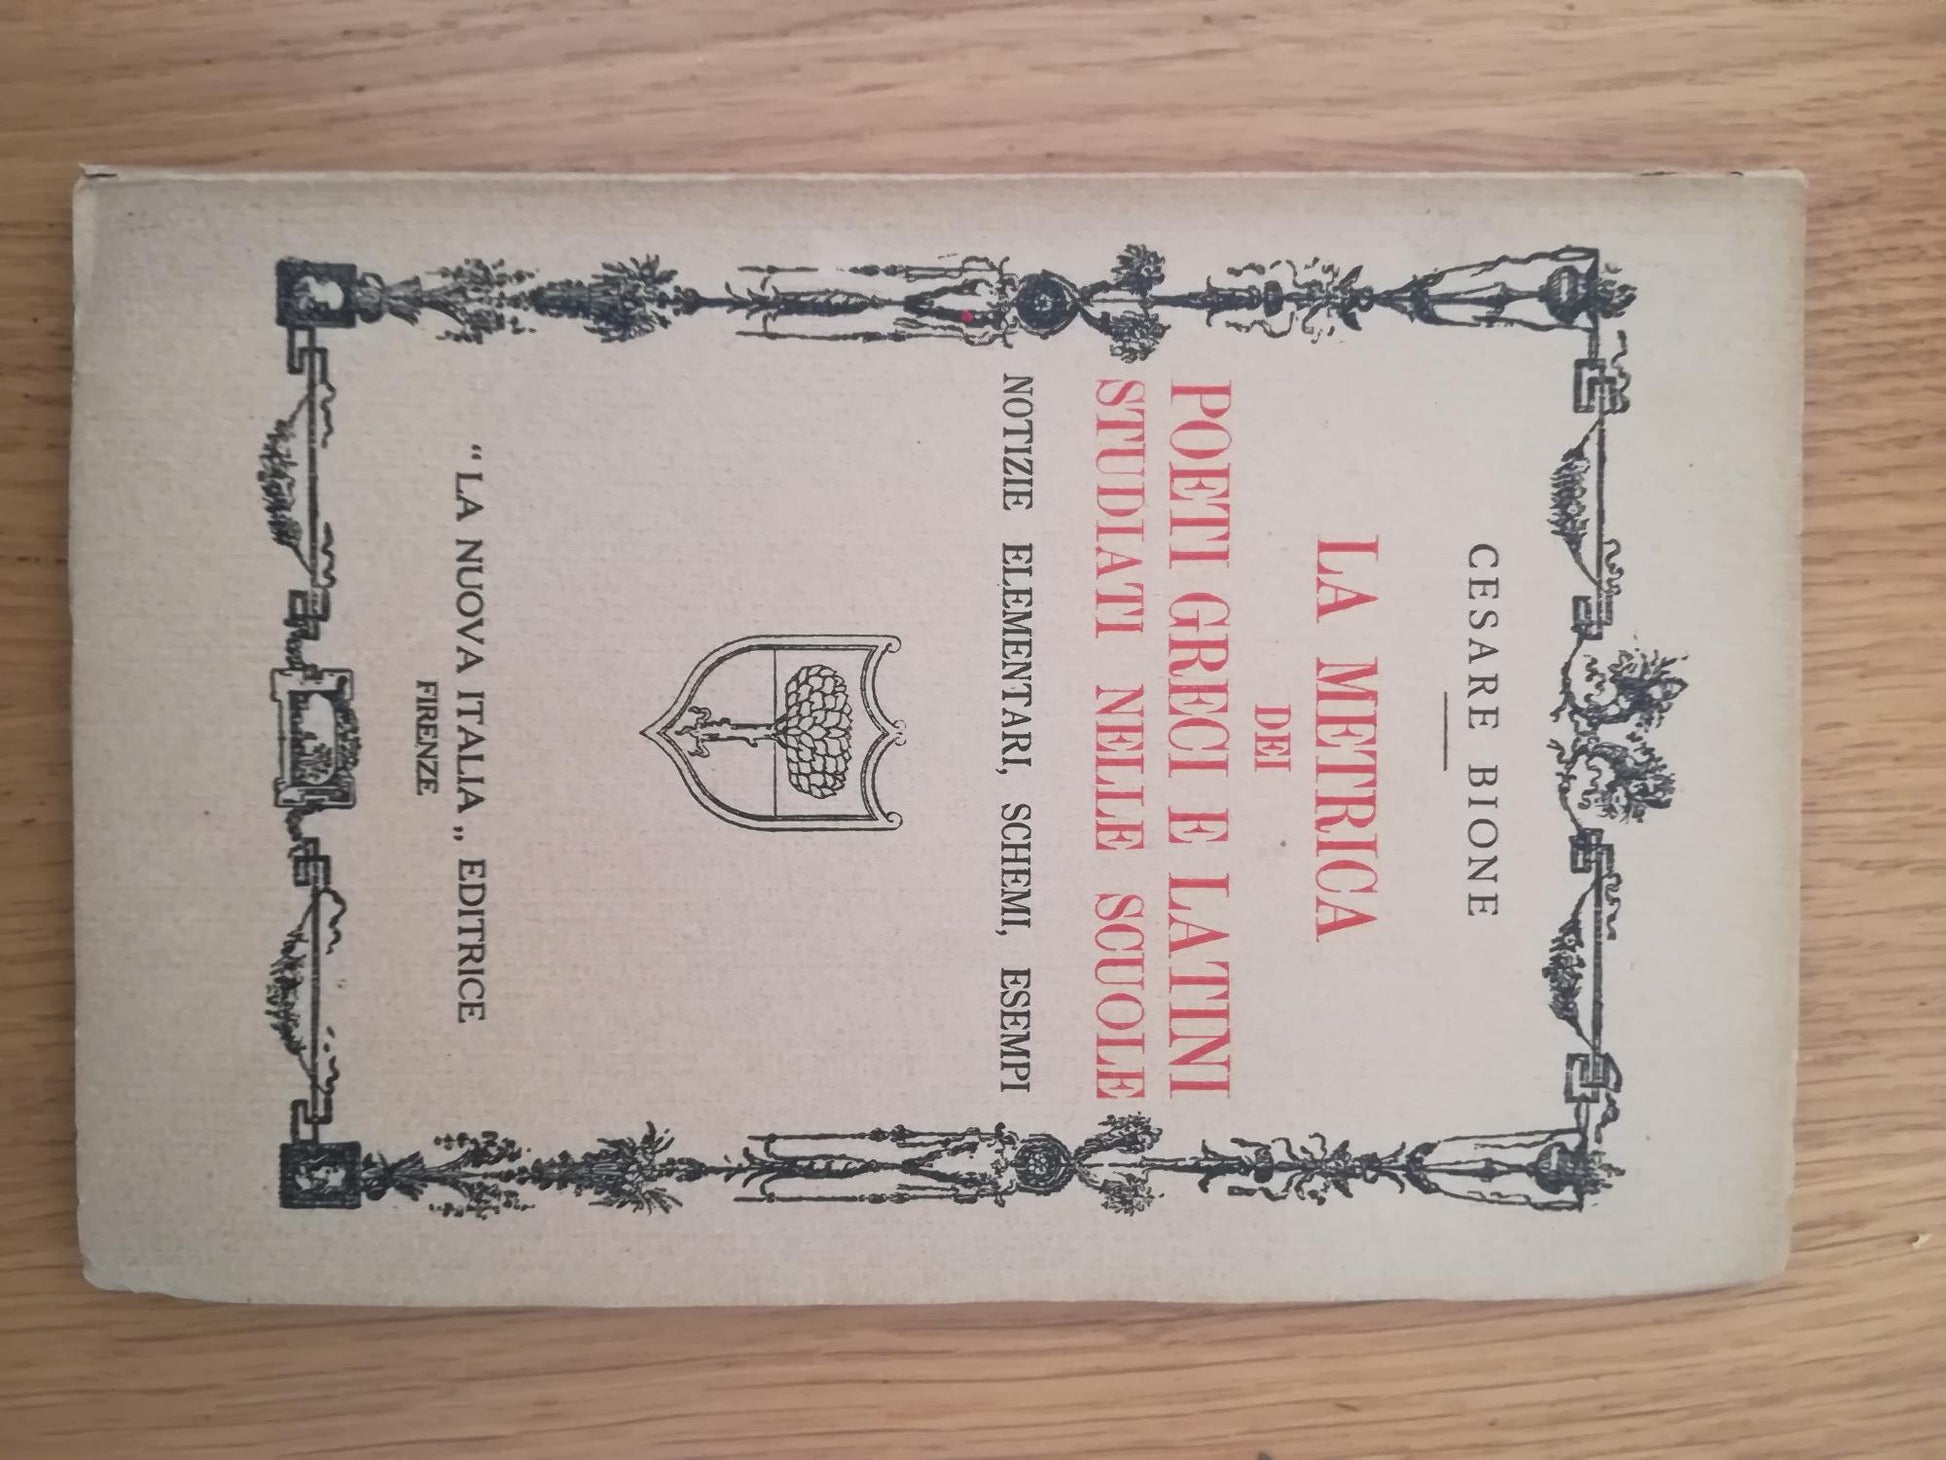 CESARE BIONE
LA METRICA
DEI
POETI GRECI E LATINI
STUDIATI NELLE SCUOLE
NOTIZIE ELEMENTARI, SCHEMI, ESEMPI
“LA NUOVA ITALIA„ EDITRICE
FIRENZE